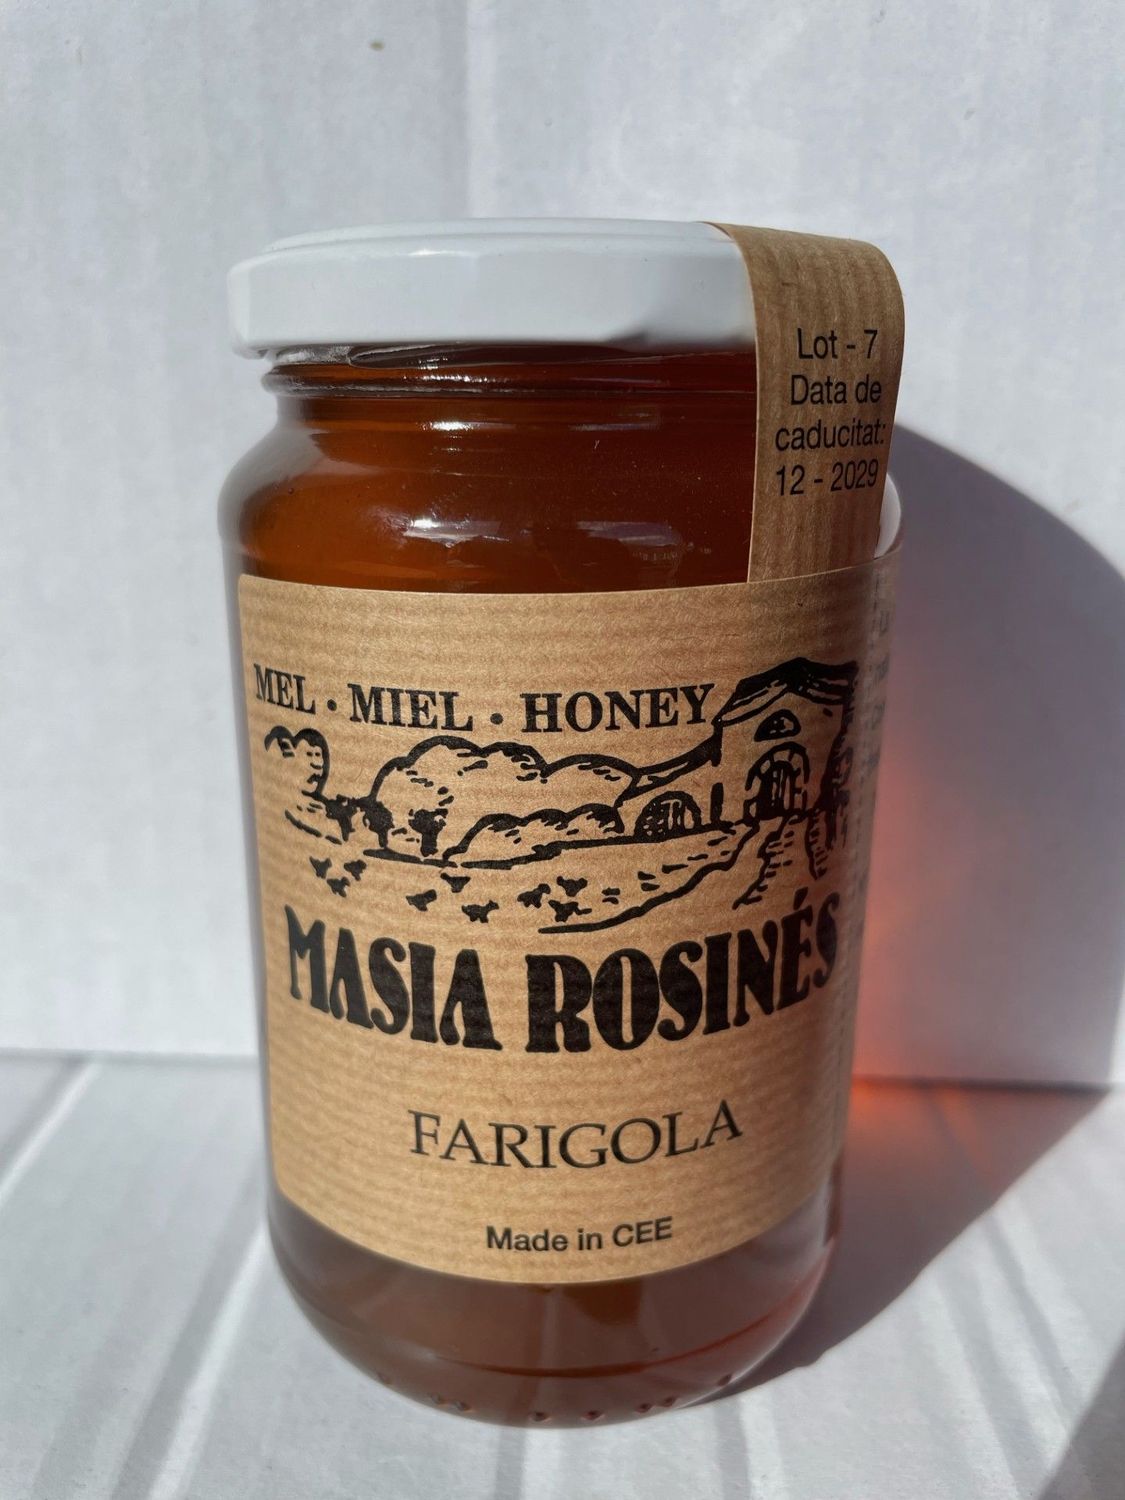 Lot - 7
Data de
caducitat:
12 - 2029
MEL · MIEL · HONEY
MASIA ROSINÉS
FARIGOLA
Made in CEE